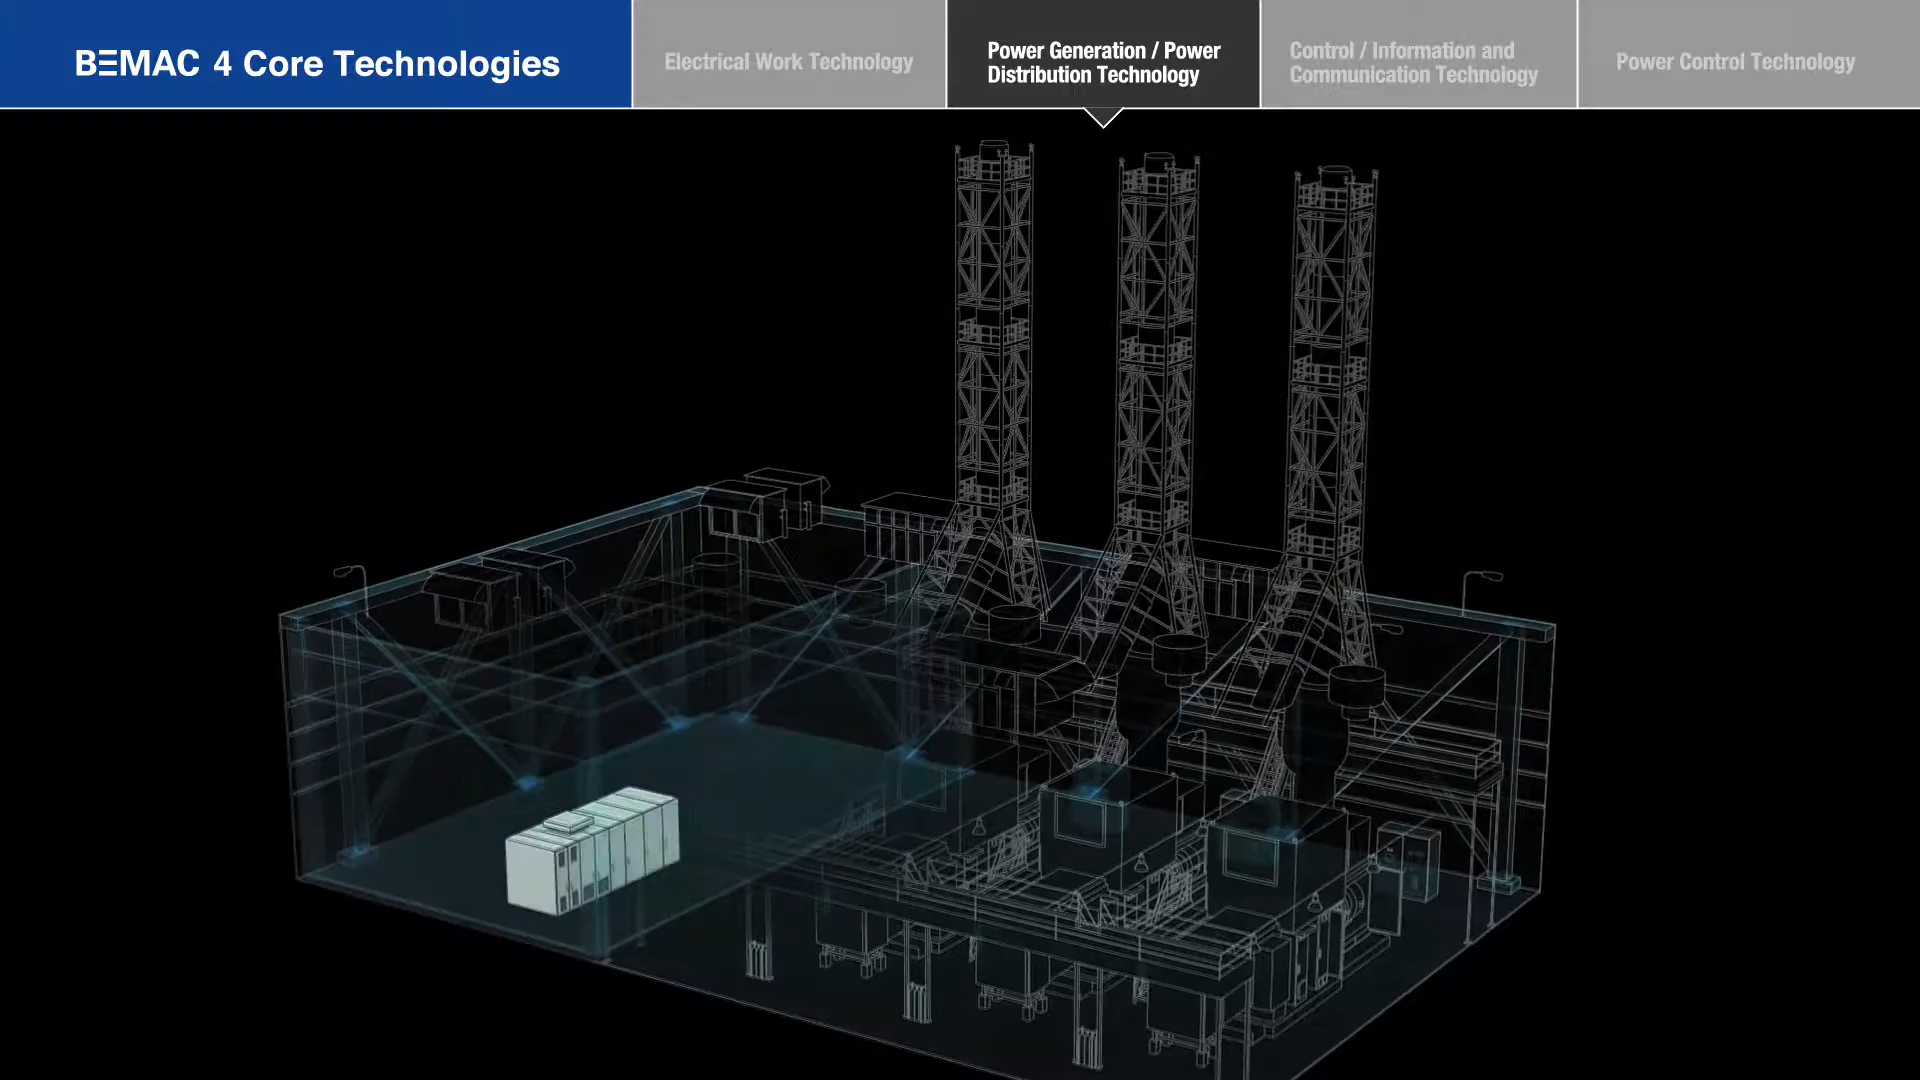 BEMAC 4 Core Technologies
Electrical Work Technology
Power Generation / Power
Distribution Technology
Control / Information and
Communication Technology
Power Control Technology